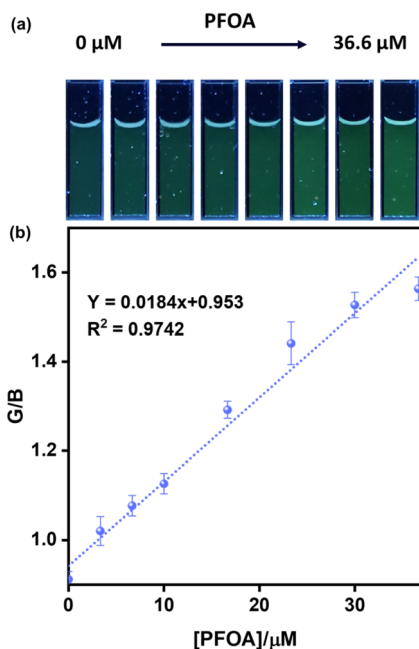 (a)
PFOA
0 μM
36.6 μM
(b)
1.6
Y = 0.0184x+0.953
R² = 0.9742
1.4
G/B
1.2
1.0
0 10 20 30
[PFOA]/μM